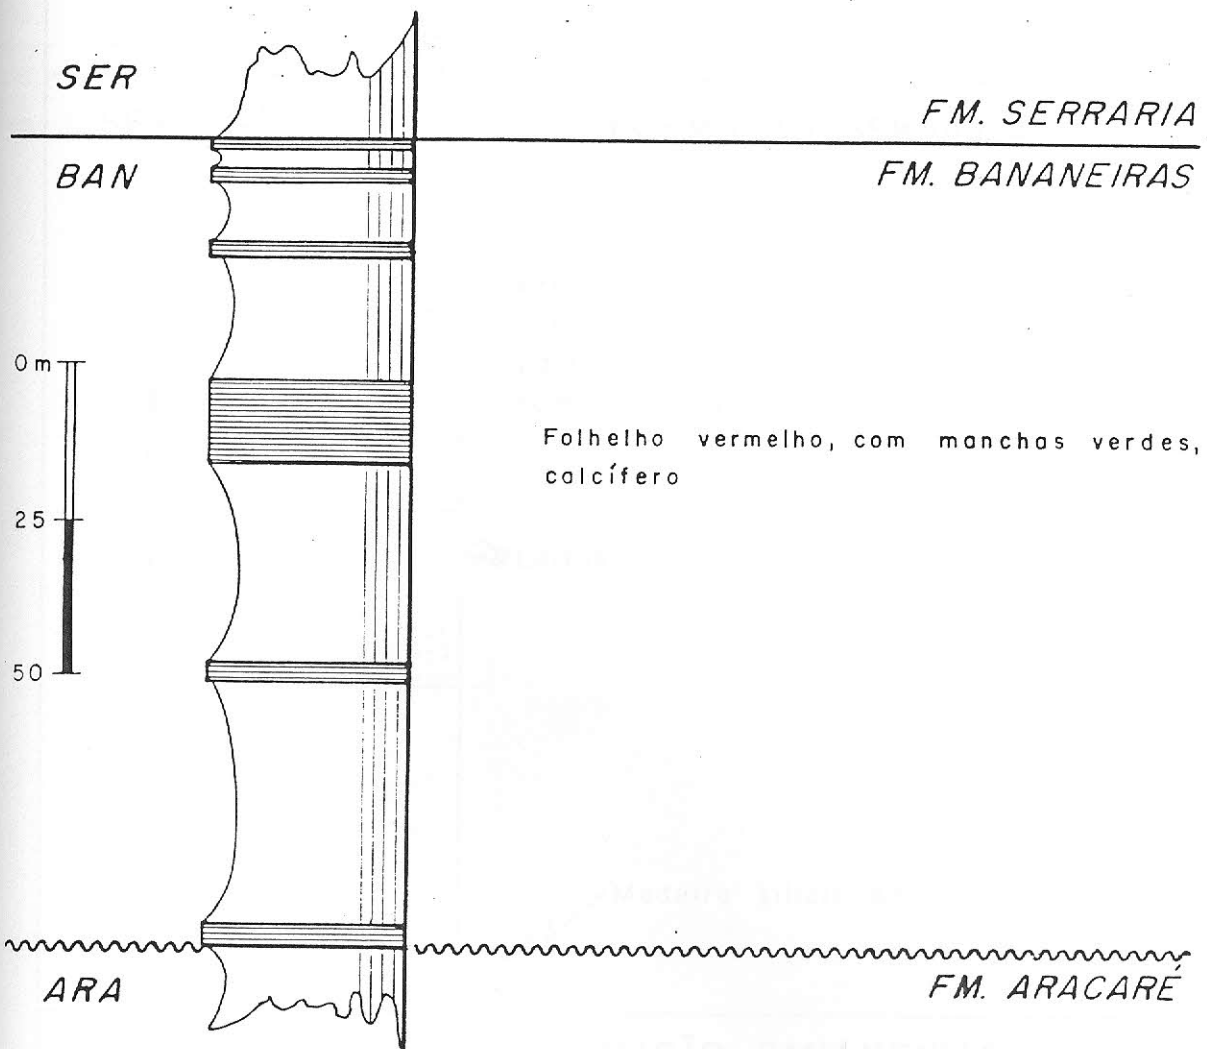 SER
FM. SERRARIA
BAN
FM. BANANEIRAS
0 m
Folhelho vermelho, com manchas verdes,
calcífero
25
50
ARA
FM. ARACARÉ